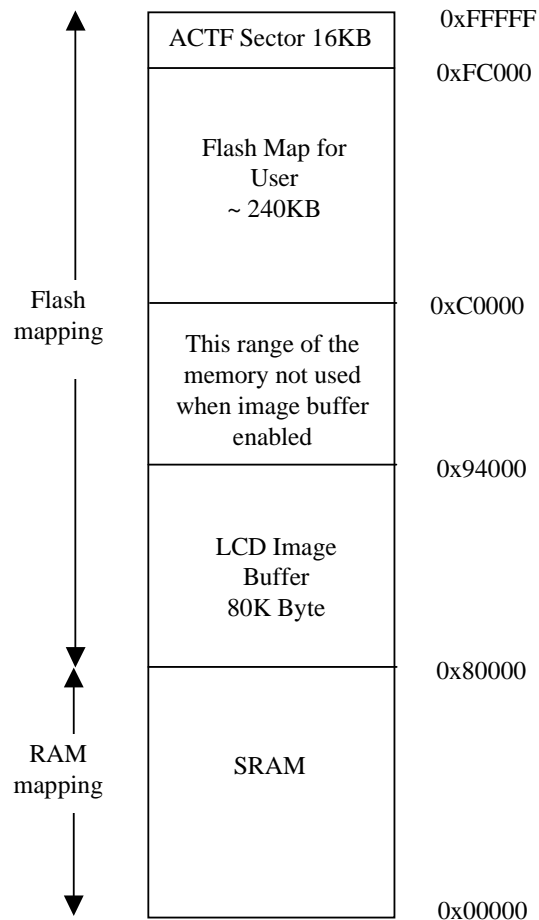 0xFFFFF
ACTF Sector 16KB
0xFC000
Flash Map for
User
~ 240KB
0xC0000
Flash
mapping
This range of the
memory not used
when image buffer
enabled
0x94000
LCD Image
Buffer
80K Byte
0x80000
RAM
mapping
SRAM
0x00000